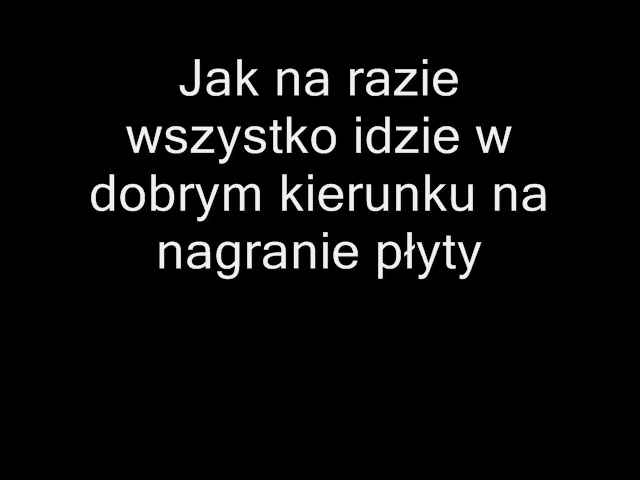 Jak na razie
wszystko idzie w
dobrym kierunku na
nagranie płyty